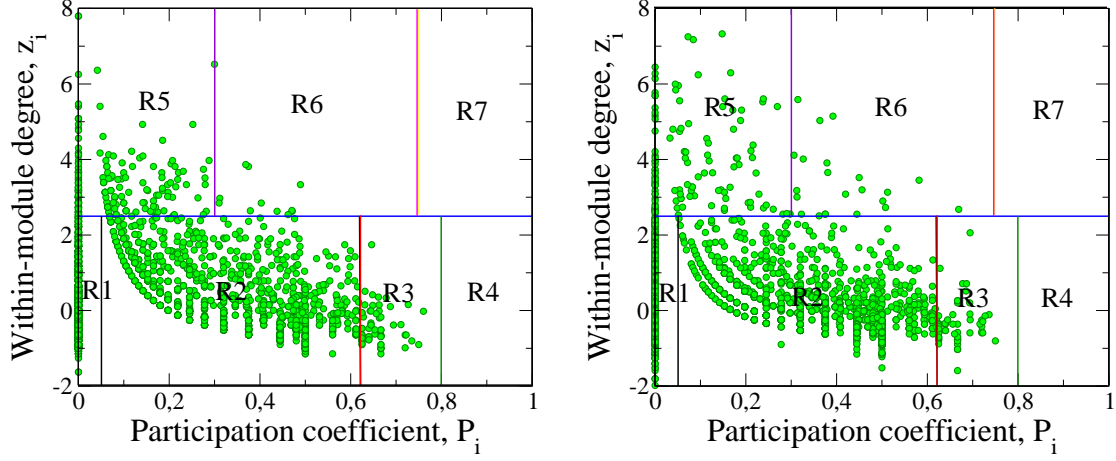 8
6
4
2
0
-2
0
0,2
0,4
0,6
0,8
1
R5
R6
R7
R1
R2
R3
R4
Within-module degree, z_i
Participation coefficient, P_i
8
6
4
2
0
-2
0
0,2
0,4
0,6
0,8
1
R5
R6
R7
R1
R2
R3
R4
Within-module degree, z_i
Participation coefficient, P_i